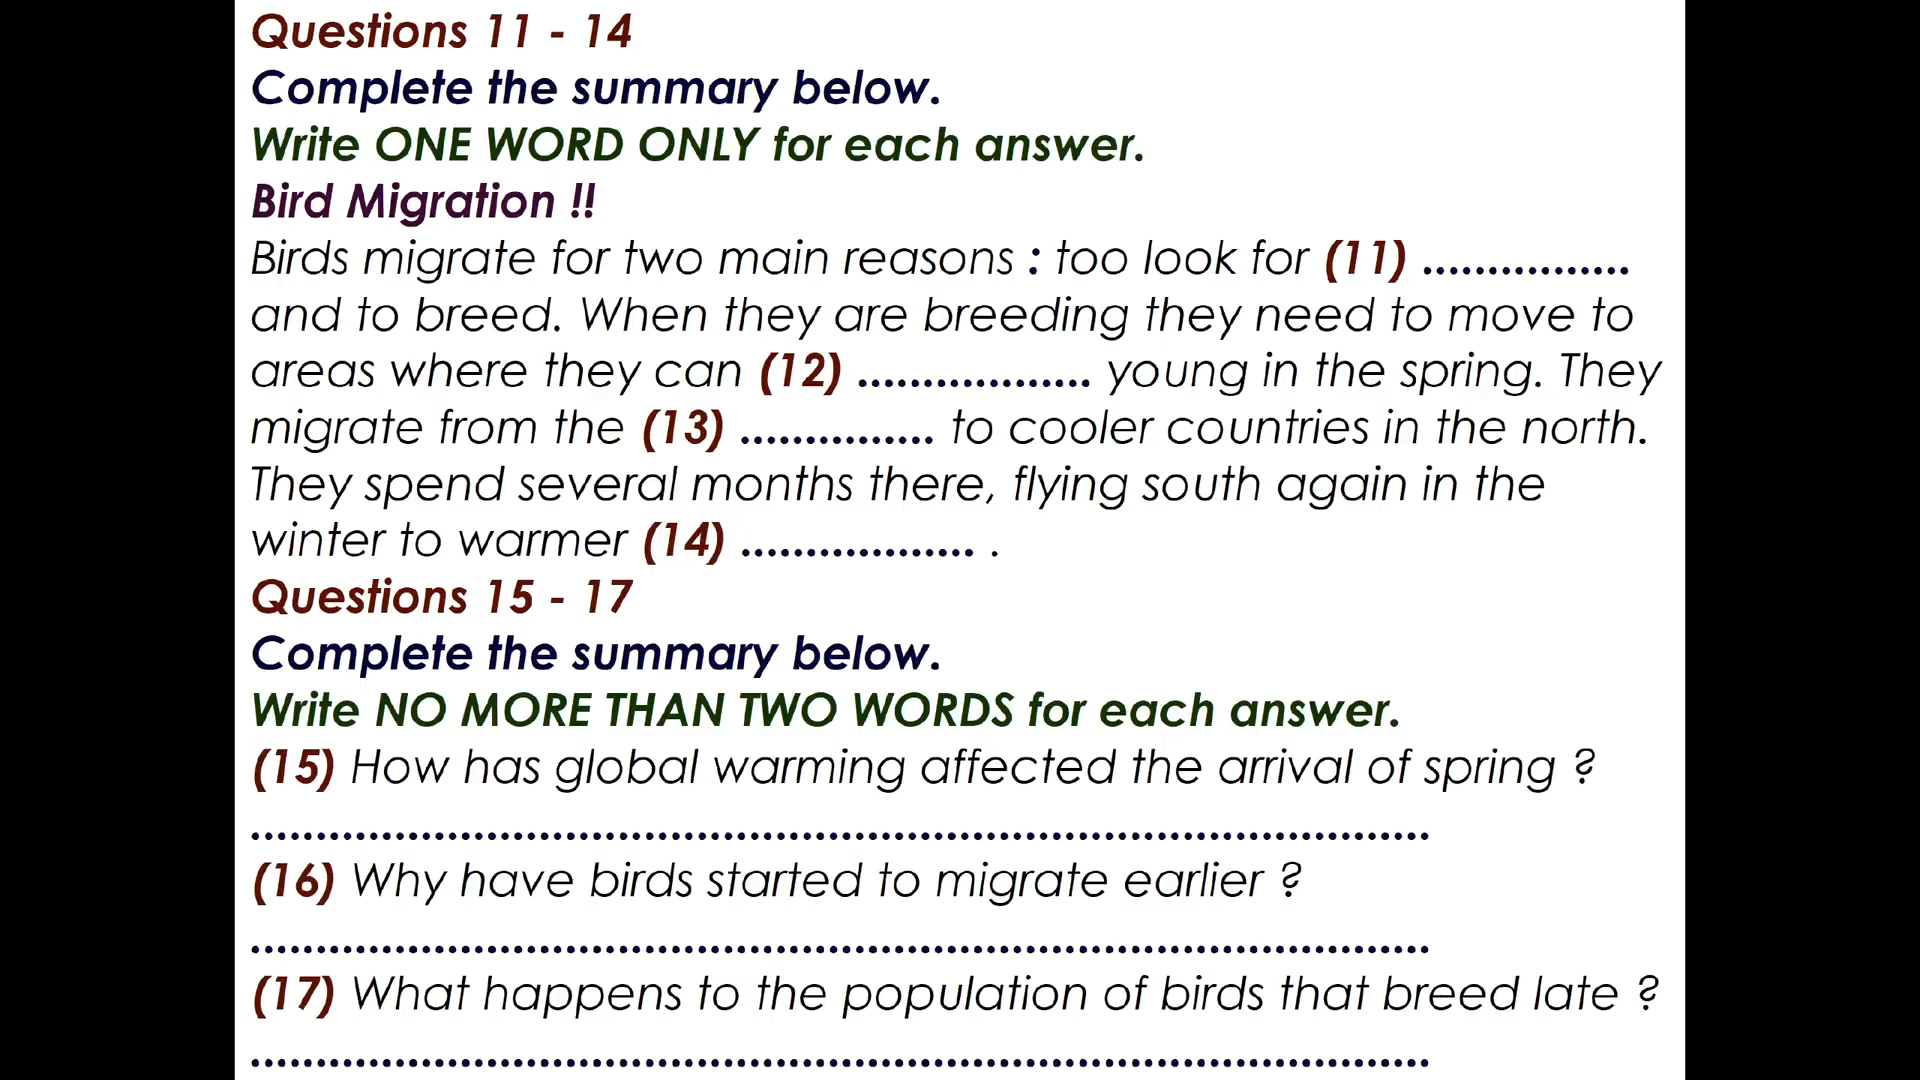 Questions 11 - 14
Complete the summary below.
Write ONE WORD ONLY for each answer.
Bird Migration !!
Birds migrate for two main reasons : too look for (11) ................
and to breed. When they are breeding they need to move to
areas where they can (12) .................. young in the spring. They
migrate from the (13) ............... to cooler countries in the north.
They spend several months there, flying south again in the
winter to warmer (14) .................. .
Questions 15 - 17
Complete the summary below.
Write NO MORE THAN TWO WORDS for each answer.
(15) How has global warming affected the arrival of spring ?
...........................................................................................
(16) Why have birds started to migrate earlier ?
...........................................................................................
(17) What happens to the population of birds that breed late ?
...........................................................................................